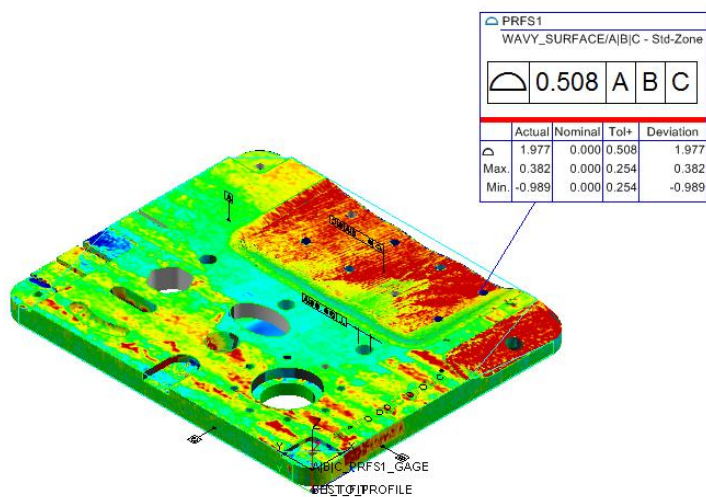 PRFS1
WAVY_SURFACE/A|B|C - Std-Zone
0.508 A B C
Actual Nominal Tol+ Deviation
1.977 0.000 0.508 1.977
Max. 0.382 0.000 0.254 0.382
Min. -0.989 0.000 0.254 -0.989
A
Z
Y X
A|B|C_PRFS1_GAGE